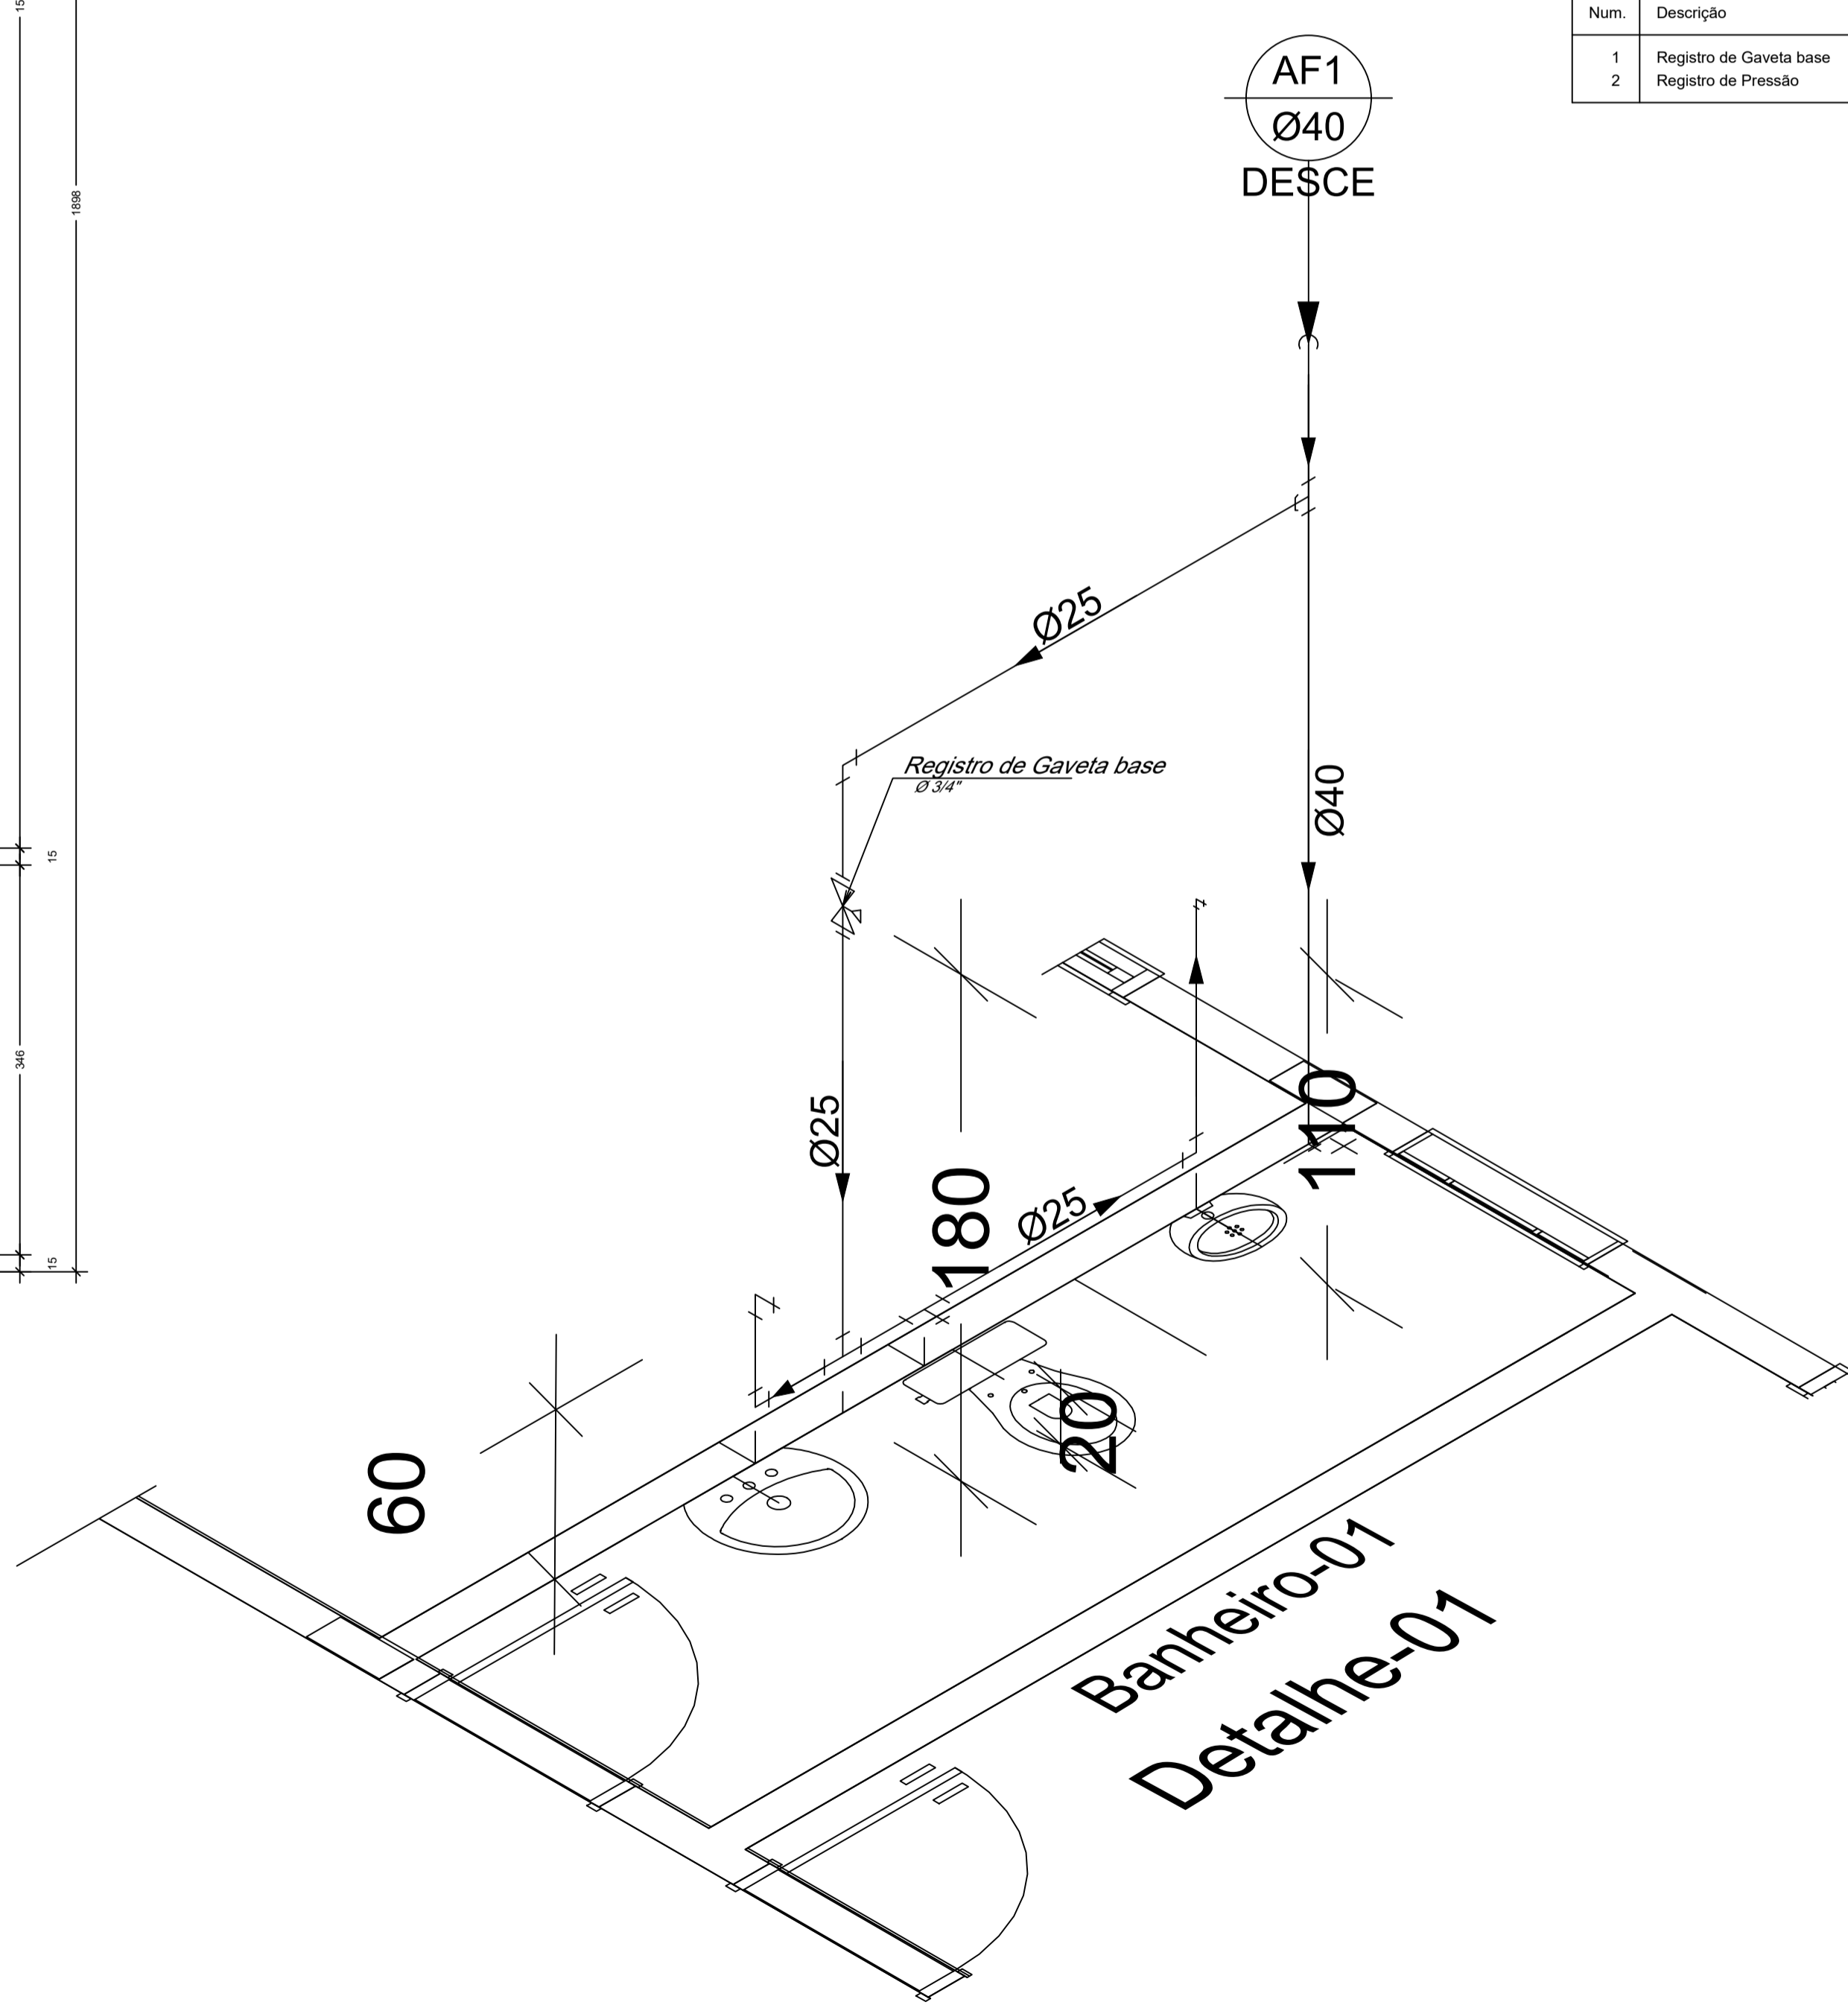 15
Num. Descrição
1 Registro de Gaveta base
2 Registro de Pressão
AF1
Ø40
DESCE
1898
Ø25
Registro de Gaveta base
Ø 3/4"
Ø40
15
346
Ø25
110
180
Ø25
15
20
60
Banheiro-01
Detalhe-01